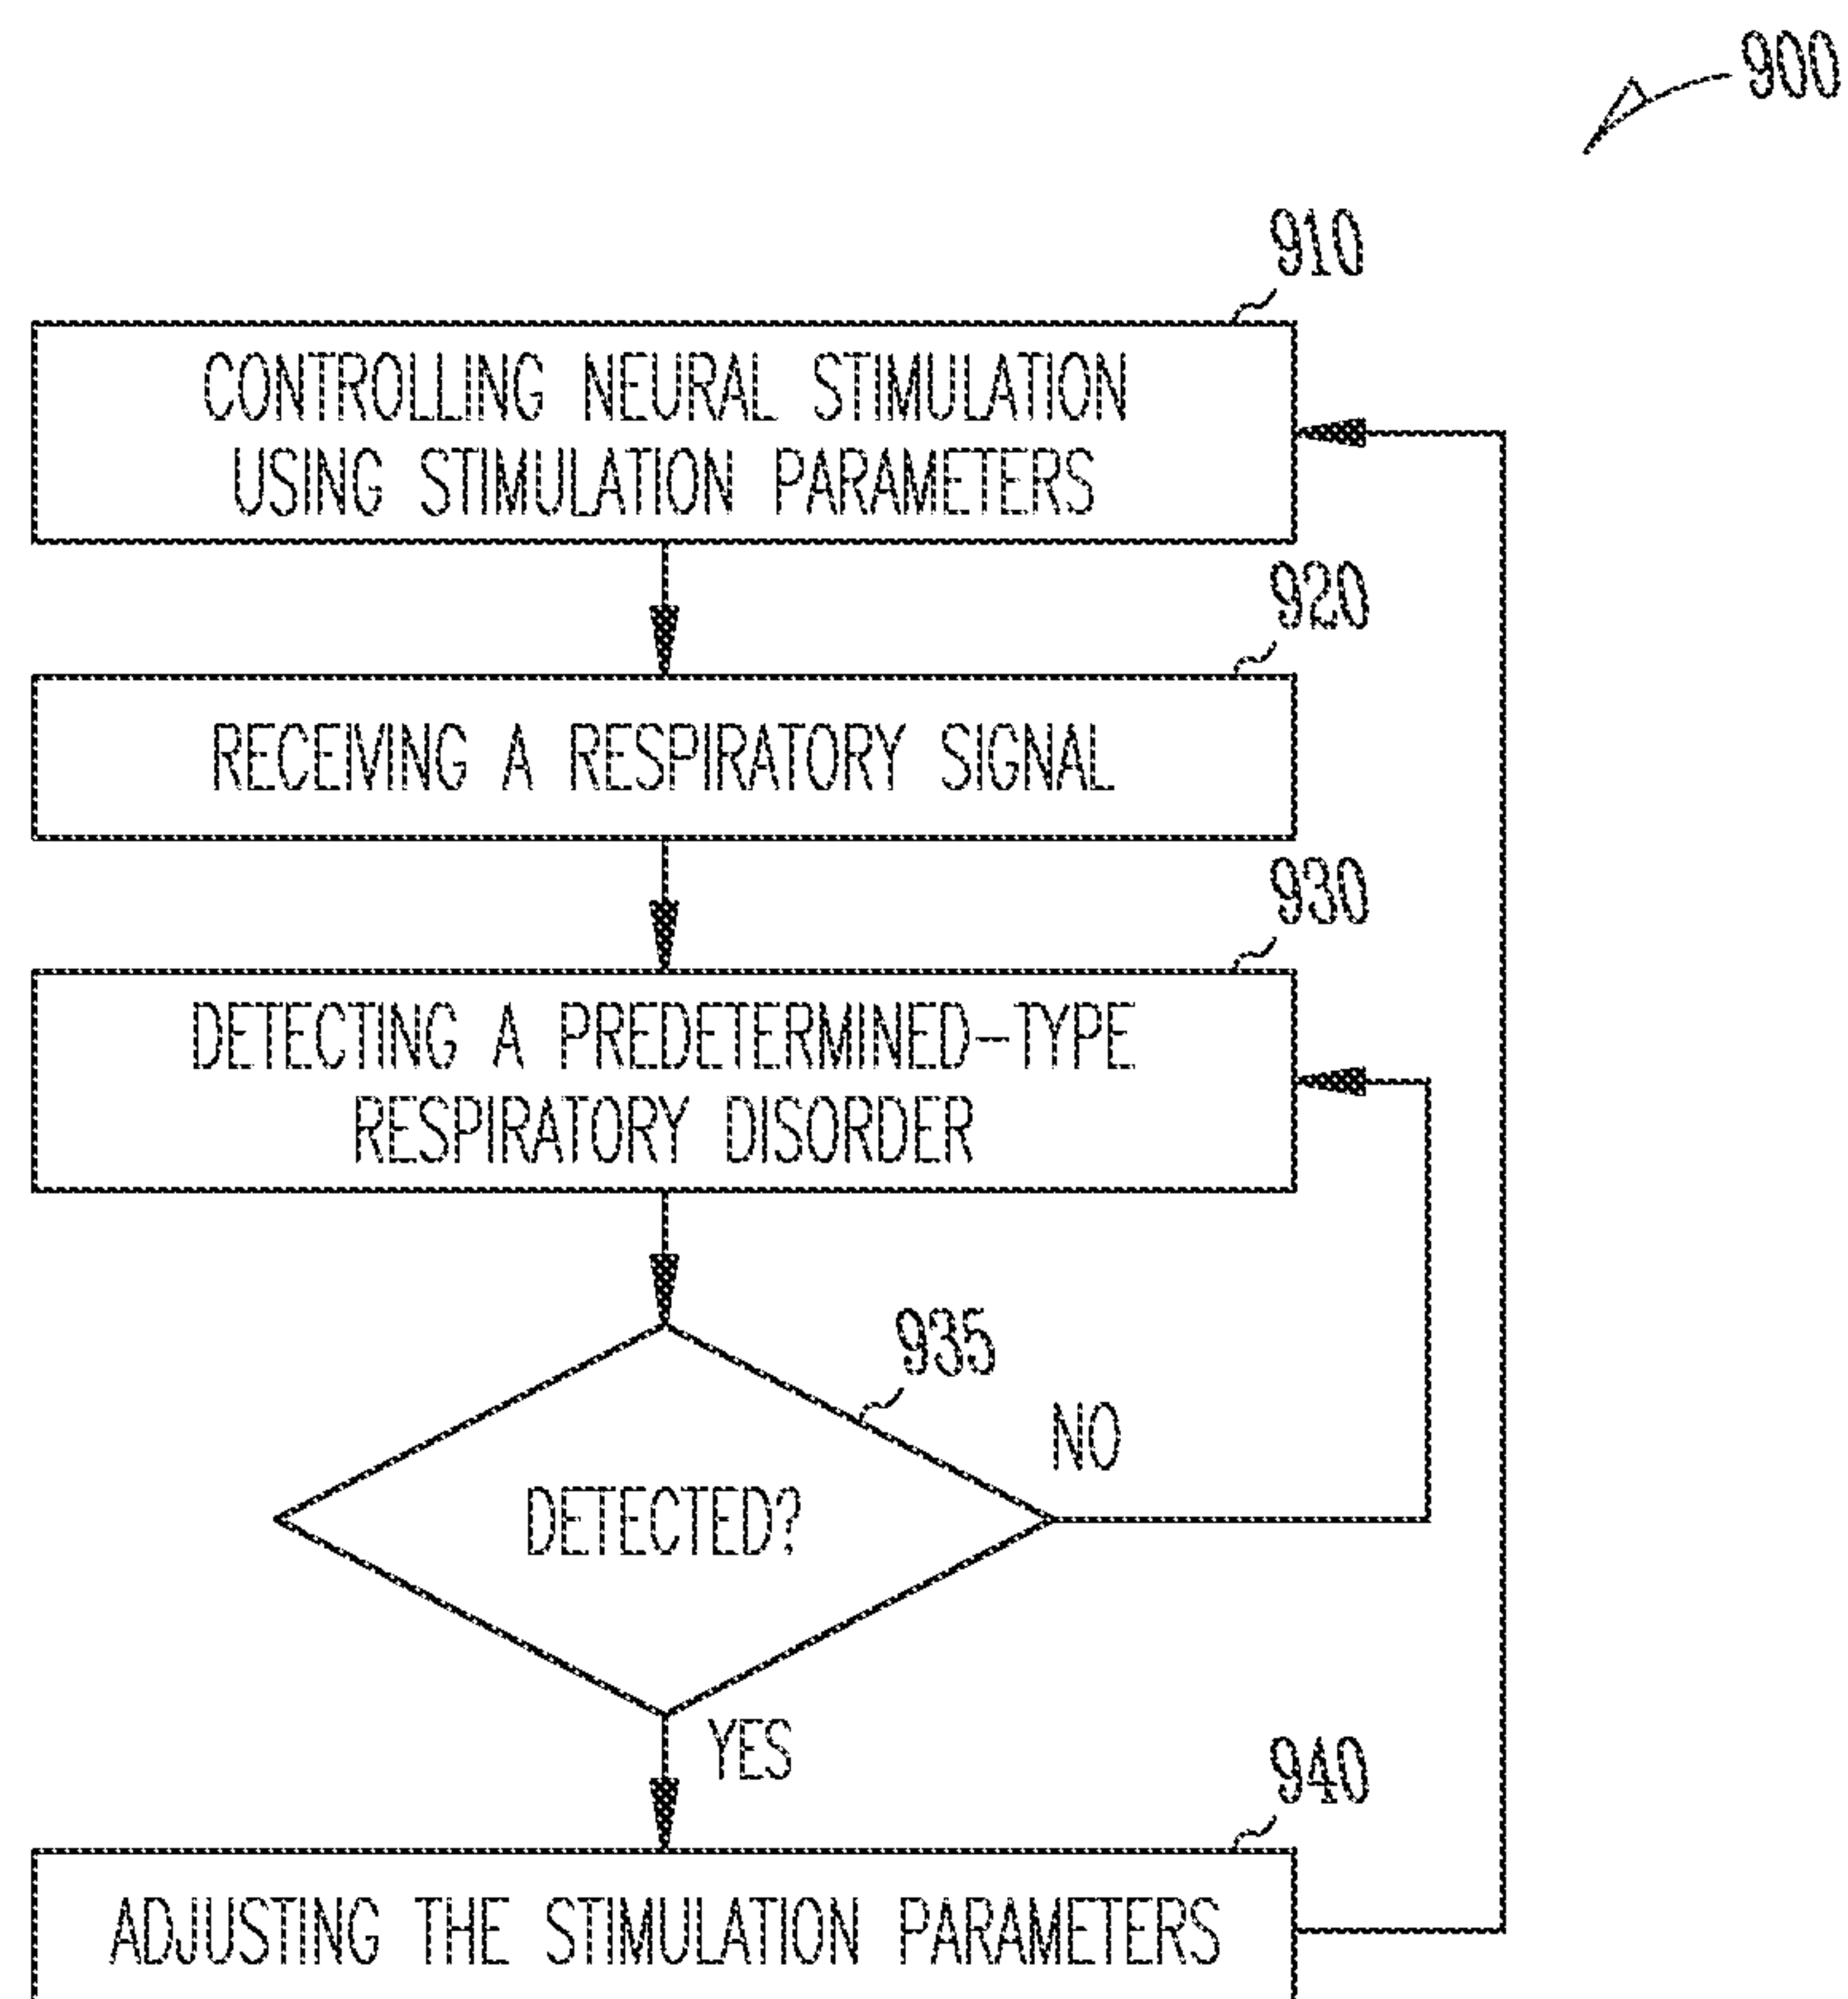 900
910
CONTROLLING NEURAL STIMULATION
USING STIMULATION PARAMETERS
920
RECEIVING A RESPIRATORY SIGNAL
930
DETECTING A PREDETERMINED-TYPE
RESPIRATORY DISORDER
935
NO
DETECTED?
YES
940
ADJUSTING THE STIMULATION PARAMETERS